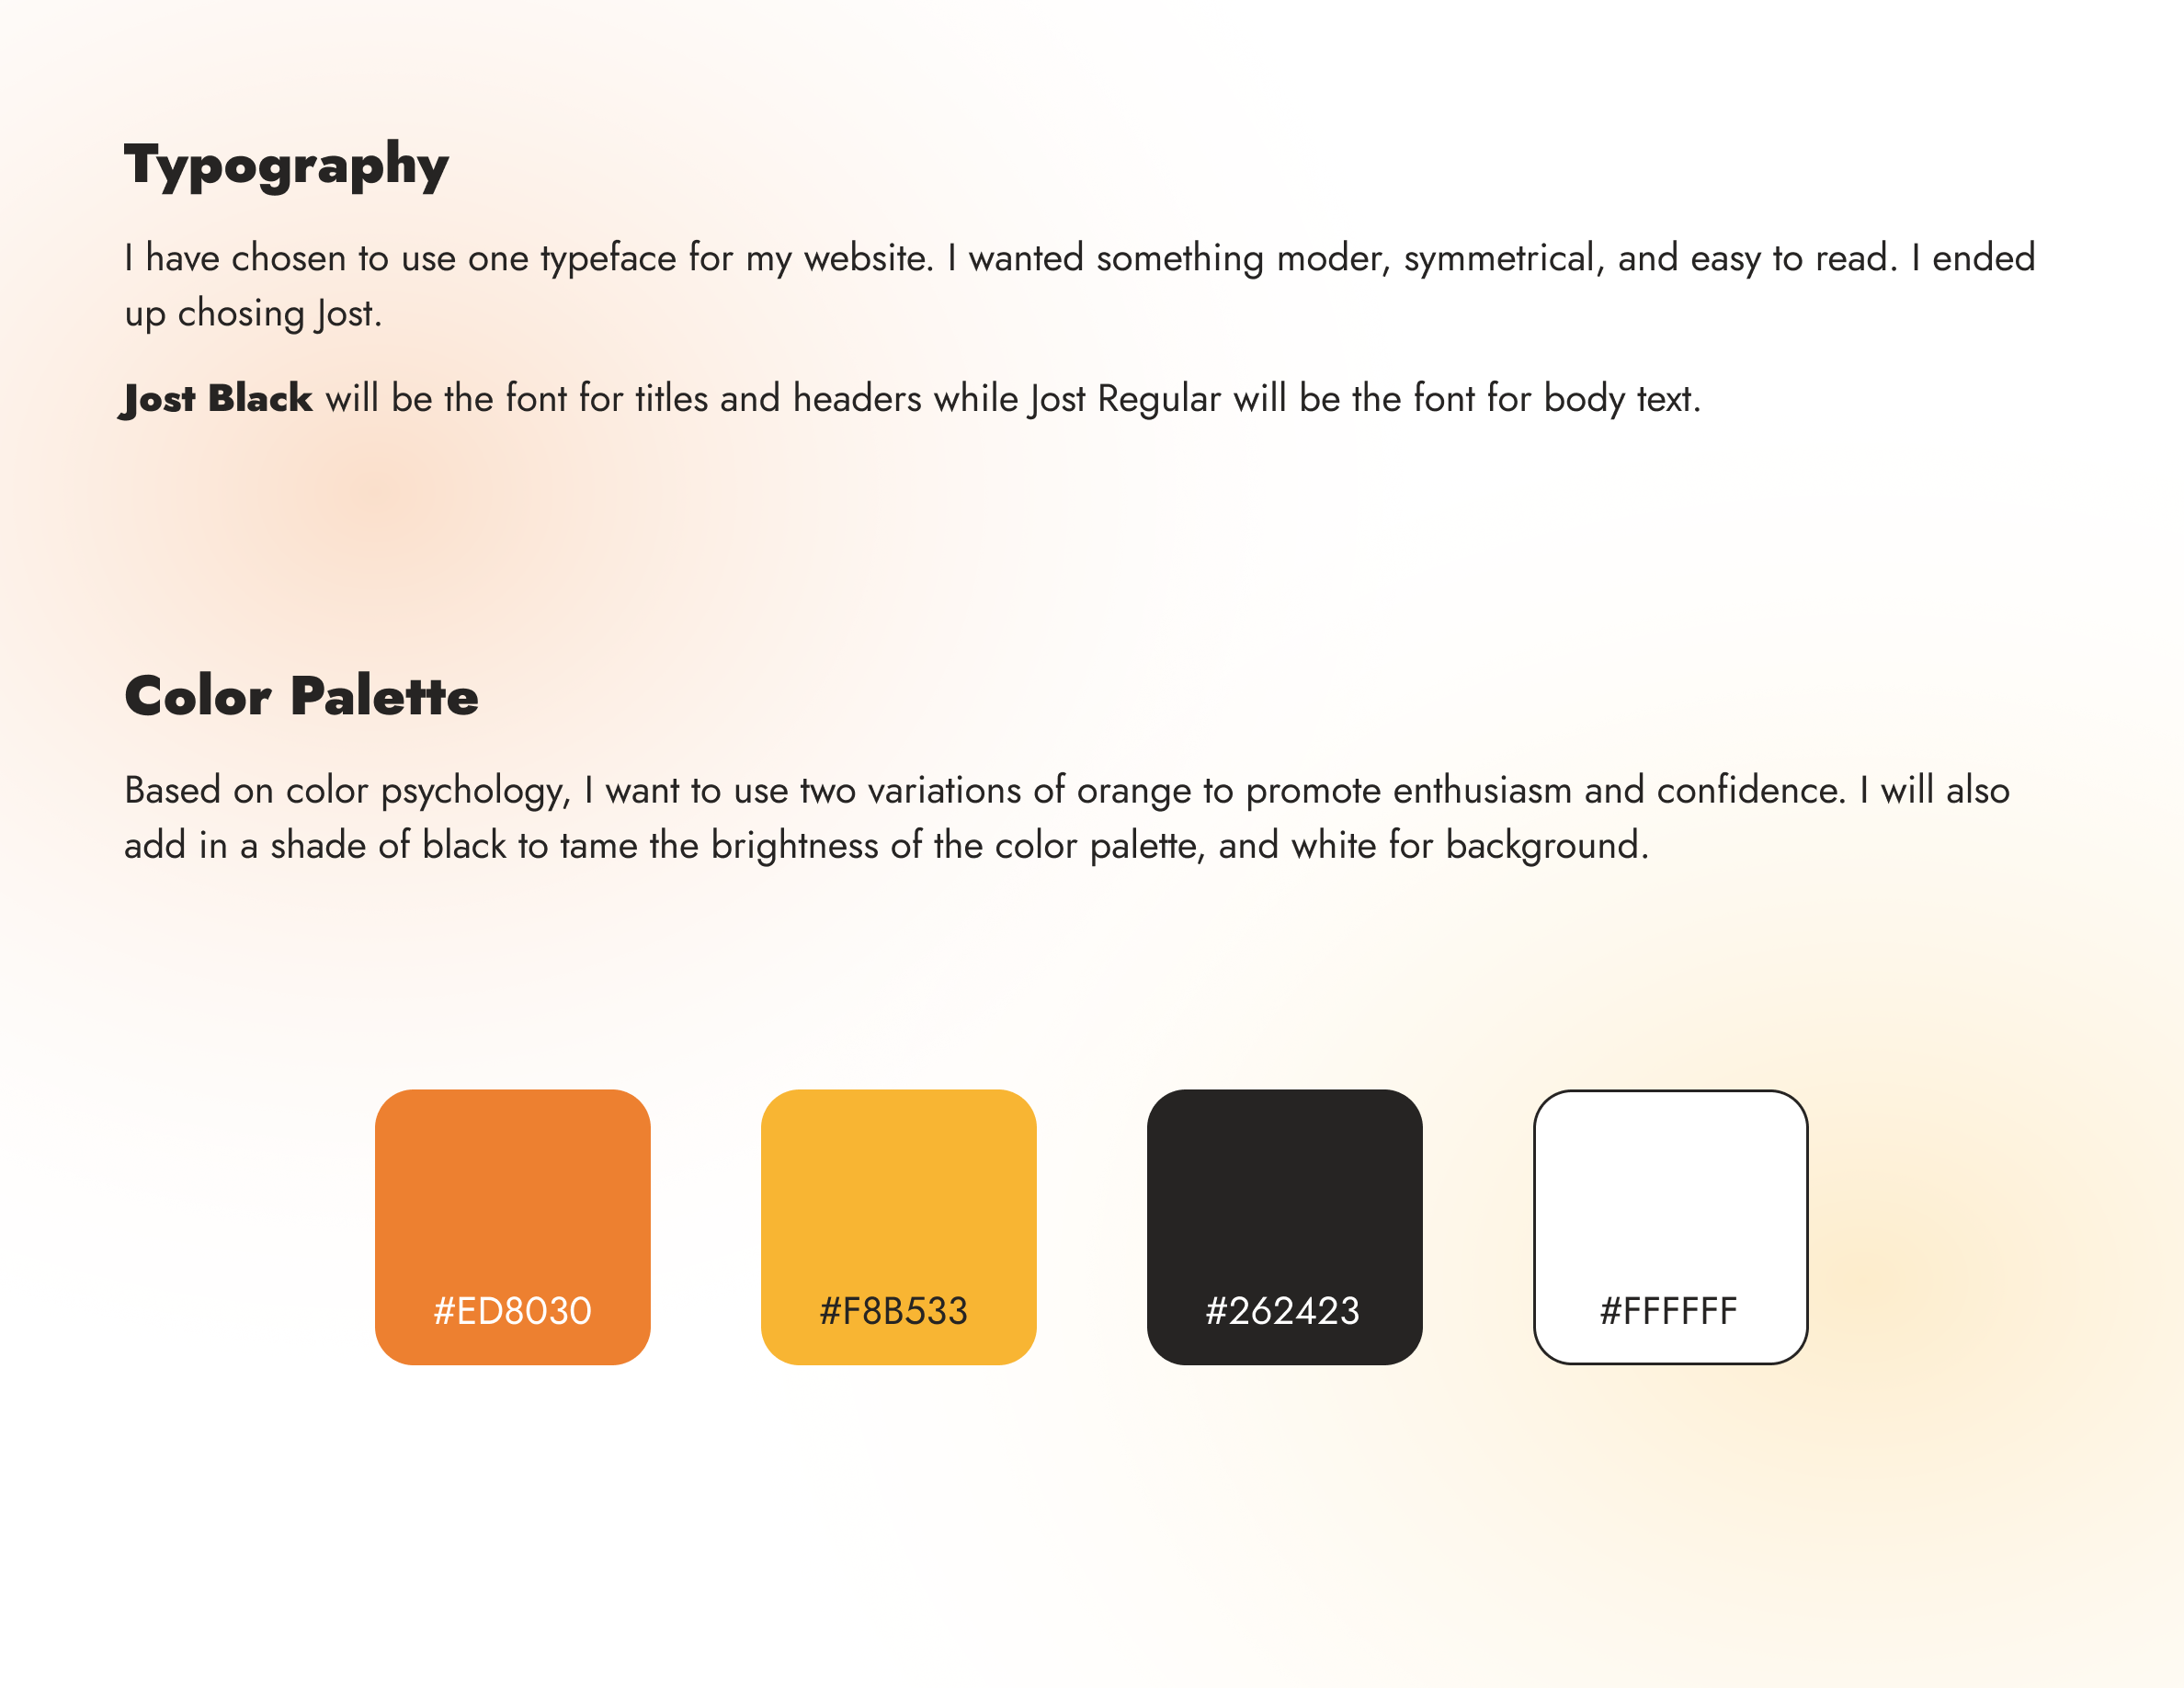 Typography
I have chosen to use one typeface for my website. I wanted something moder, symmetrical, and easy to read. I ended
up chosing Jost.
Jost Black will be the font for titles and headers while Jost Regular will be the font for body text.
Color Palette
Based on color psychology, I want to use two variations of orange to promote enthusiasm and confidence. I will also
add in a shade of black to tame the brightness of the color palette, and white for background.
#ED8030
#F8B533
#262423
#FFFFFF